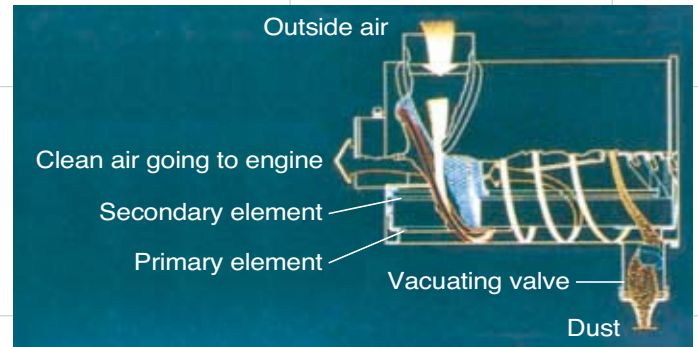 Outside air
Clean air going to engine
Secondary element
Primary element
Vacuating valve
Dust